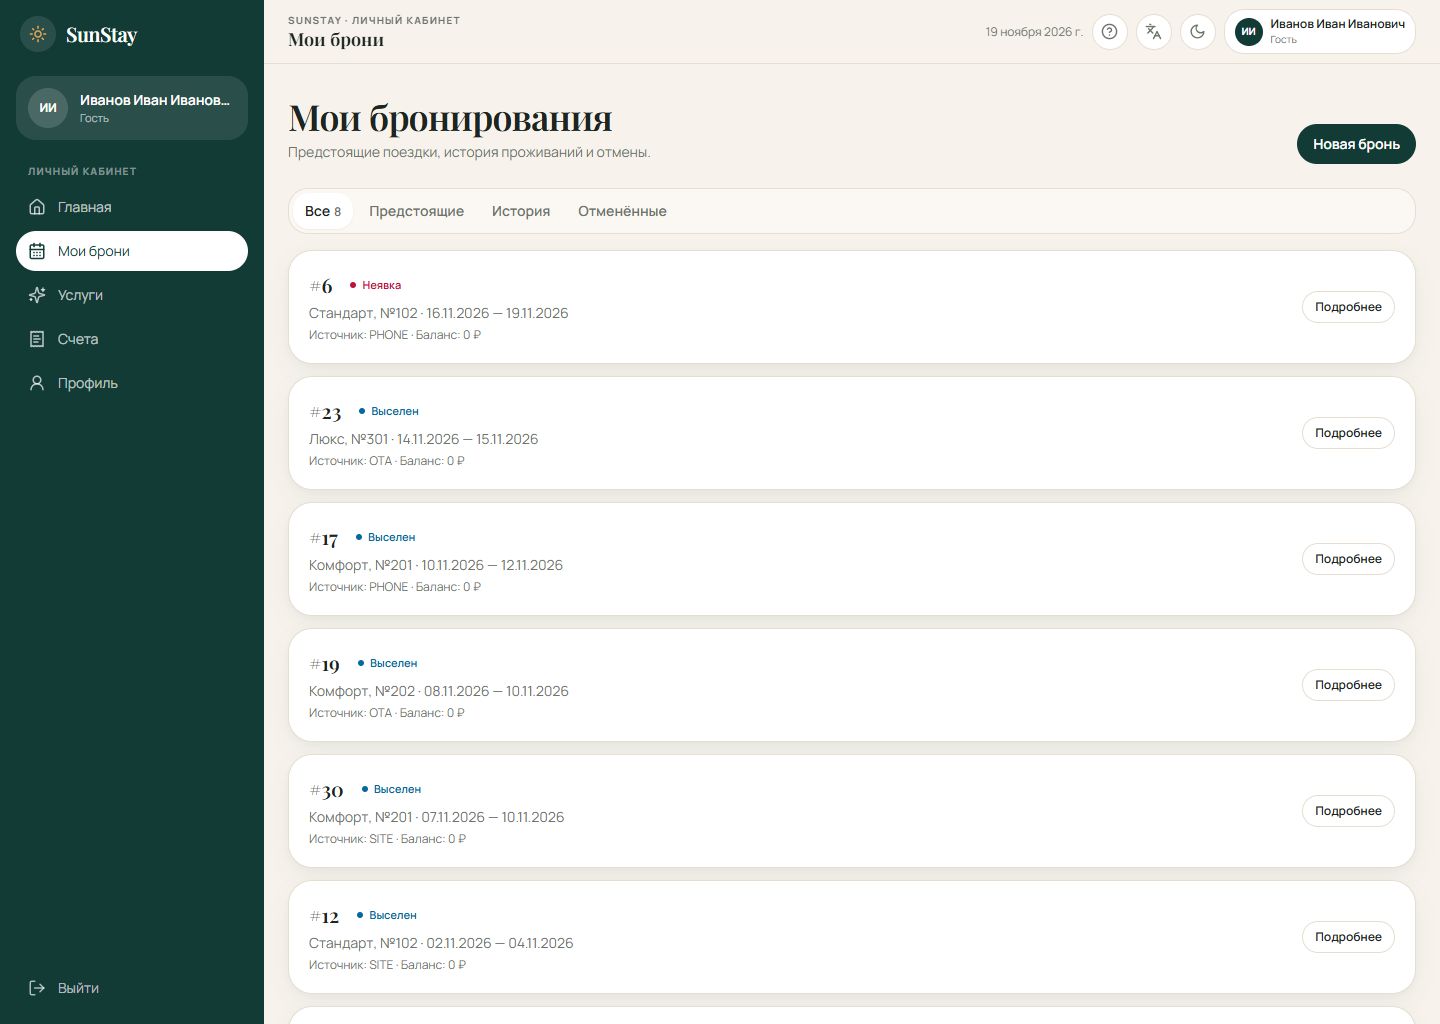 SunStay
ИИ
Иванов Иван Иванов...
Гость
ЛИЧНЫЙ КАБИНЕТ
Главная
Мои брони
Услуги
Счета
Профиль
Выйти
SUNSTAY · ЛИЧНЫЙ КАБИНЕТ
Мои брони
19 ноября 2026 г.
ИИ
Иванов Иван Иванович
Гость
Мои бронирования
Предстоящие поездки, история проживаний и отмены.
Новая бронь
Все 8 Предстоящие История Отменённые
#6 Неявка
Стандарт, №102 · 16.11.2026 — 19.11.2026
Источник: PHONE · Баланс: 0 ₽
Подробнее
#23 Выселен
Люкс, №301 · 14.11.2026 — 15.11.2026
Источник: OTA · Баланс: 0 ₽
Подробнее
#17 Выселен
Комфорт, №201 · 10.11.2026 — 12.11.2026
Источник: PHONE · Баланс: 0 ₽
Подробнее
#19 Выселен
Комфорт, №202 · 08.11.2026 — 10.11.2026
Источник: OTA · Баланс: 0 ₽
Подробнее
#30 Выселен
Комфорт, №201 · 07.11.2026 — 10.11.2026
Источник: SITE · Баланс: 0 ₽
Подробнее
#12 Выселен
Стандарт, №102 · 02.11.2026 — 04.11.2026
Источник: SITE · Баланс: 0 ₽
Подробнее